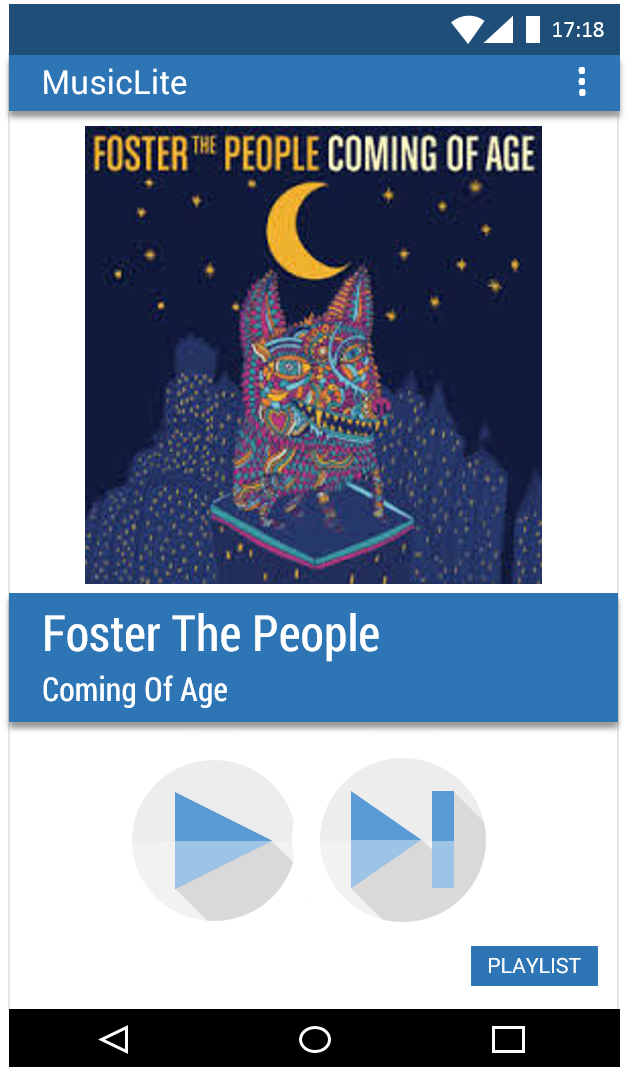 17:18
MusicLite
FOSTER THE PEOPLE COMING OF AGE
Foster The People
Coming Of Age
PLAYLIST